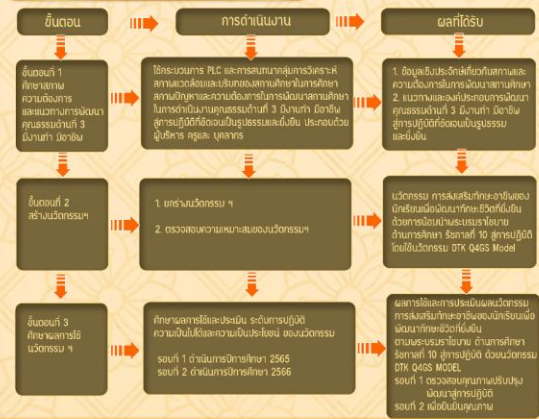 ขั้นตอน
การดำเนินงาน
ผลที่ได้รับ
ขั้นตอนที่ 1
ศึกษาสภาพ
ความต้องการ
และแนวทางการพัฒนา
คุณธรรมด้านที่ 3
มีงานทำ มีอาชีพ
ใช้กระบวนการ PLC และการสนทนากลุ่มการวิเคราะห์
สภาพแวดล้อมและบริบทของสถานศึกษาในการศึกษา
สภาพปัญหาและความต้องการในการพัฒนาสถานศึกษา
ในการดำเนินงานคุณธรรมด้านที่ 3 มีงานทำ มีอาชีพ
สู่การปฏิบัติที่ชัดเจนเป็นรูปธรรมและยั่งยืน ประกอบด้วย
ผู้บริหาร ครูและ บุคลากร
1. ข้อมูลเชิงประจักษ์เกี่ยวกับสภาพและ
ความต้องการในการพัฒนาสถานศึกษา
2. แนวทางและองค์ประกอบการพัฒนา
คุณธรรมด้านที่ 3 มีงานทำ มีอาชีพ
สู่การปฏิบัติที่ชัดเจนเป็นรูปธรรม
และยั่งยืน
ขั้นตอนที่ 2
สร้างนวัตกรรมฯ
1. ยกร่างนวัตกรรม ฯ
2. ตรวจสอบความเหมาะสมของนวัตกรรมฯ
นวัตกรรม การส่งเสริมทักษะอาชีพของ
นักเรียนเพื่อพัฒนาทักษะชีวิตที่ยั่งยืน
ด้วยการน้อมนำพระบรมราโชบาย
ด้านการศึกษา รัชกาลที่ 10 สู่การปฏิบัติ
โดยใช้นวัตกรรม DTK Q4GS Model
ขั้นตอนที่ 3
ศึกษาผลการใช้
นวัตกรรม ฯ
ศึกษาผลการใช้และประเมิน ระดับการปฏิบัติ
ความเป็นไปได้และความเป็นประโยชน์ ของนวัตกรรม
รอบที่ 1 ดำเนินการปีการศึกษา 2565
รอบที่ 2 ดำเนินการปีการศึกษา 2566
ผลการใช้และการประเมินผลนวัตกรรม
การส่งเสริมทักษะอาชีพของนักเรียนเพื่อ
พัฒนาทักษะชีวิตที่ยั่งยืน
ตามพระบรมราโชบาย ด้านการศึกษา
รัชกาลที่ 10 สู่การปฏิบัติ ด้วยนวัตกรรม
DTK Q4GS MODEL
รอบที่ 1 ตรวจสอบคุณภาพปรับปรุง
พัฒนาสู่การปฏิบัติ
รอบที่ 2 เพื่อยืนยันคุณภาพ